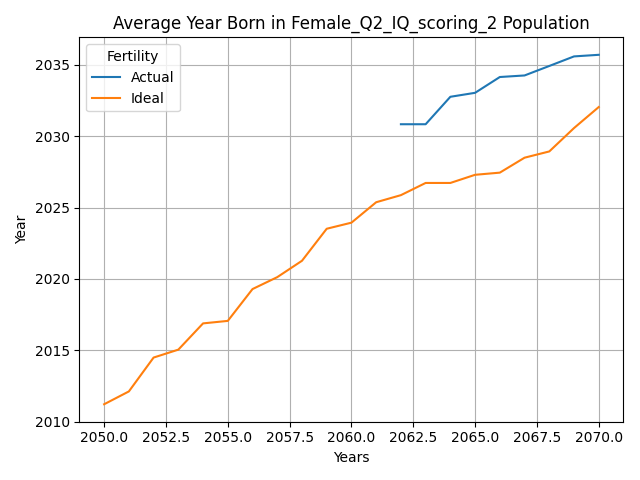 Average Year Born in Female_Q2_IQ_scoring_2 Population
Fertility
Actual
Ideal
2035
2030
2025
2020
2015
2010
Year
2050.0 2052.5 2055.0 2057.5 2060.0 2062.5 2065.0 2067.5 2070.0
Years